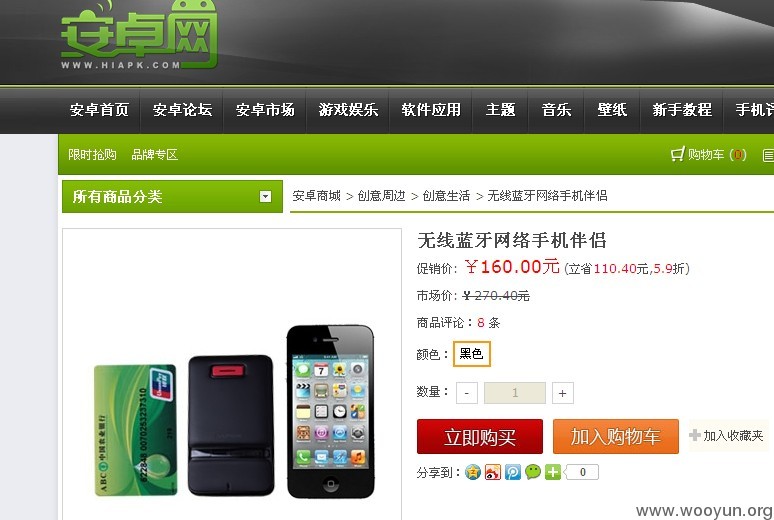 安卓网
WWW.HIAPK.COM
安卓首页 安卓论坛 安卓市场 游戏娱乐 软件应用 主题 音乐 壁纸 新手教程 手机评
限时抢购 品牌专区 购物车 (0)
所有商品分类
安卓商城 > 创意周边 > 创意生活 > 无线蓝牙网络手机伴侣
无线蓝牙网络手机伴侣
促销价: ¥160.00元 (立省110.40元,5.9折)
市场价: ¥ 270.40元
商品评论：8 条
颜色： 黑色
数量： - 1 +
立即购买 加入购物车 加入收藏夹
分享到： 0
ABC 中国农业银行
www.wooyun.org